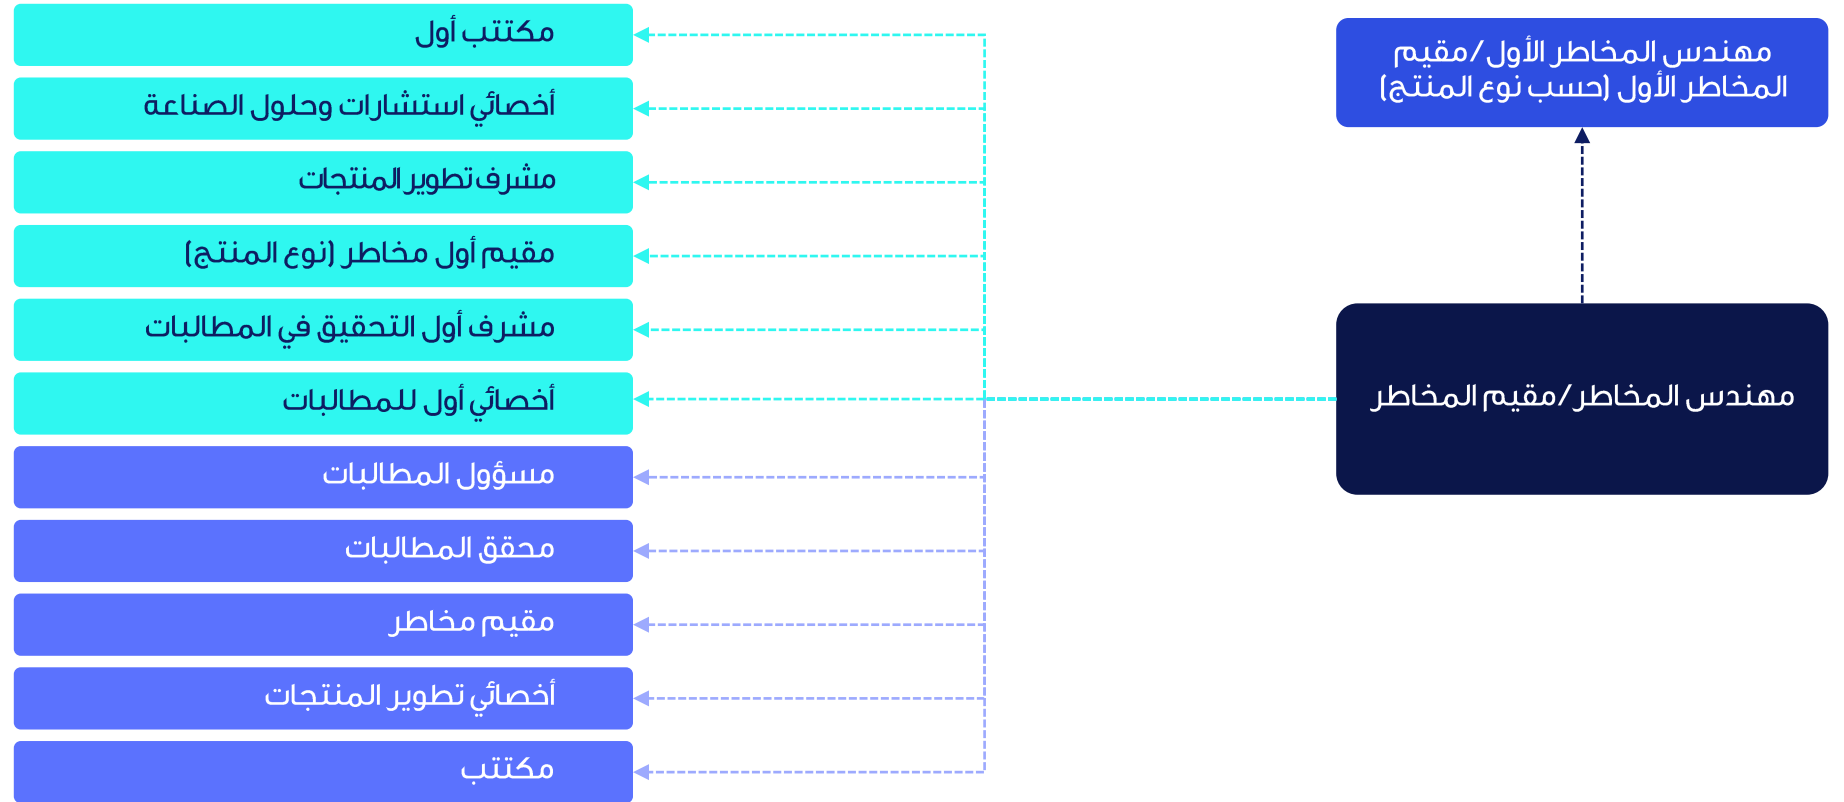 مهندس المخاطر الأول/مقيم
المخاطر الأول (حسب نوع المنتج)
مهندس المخاطر/مقيم المخاطر
مكتتب أول
أخصائي استشارات وحلول الصناعة
مشرف تطوير المنتجات
مقيم أول مخاطر (نوع المنتج)
مشرف أول التحقيق في المطالبات
أخصائي أول للمطالبات
مسؤول المطالبات
محقق المطالبات
مقيم مخاطر
أخصائي تطوير المنتجات
مكتتب